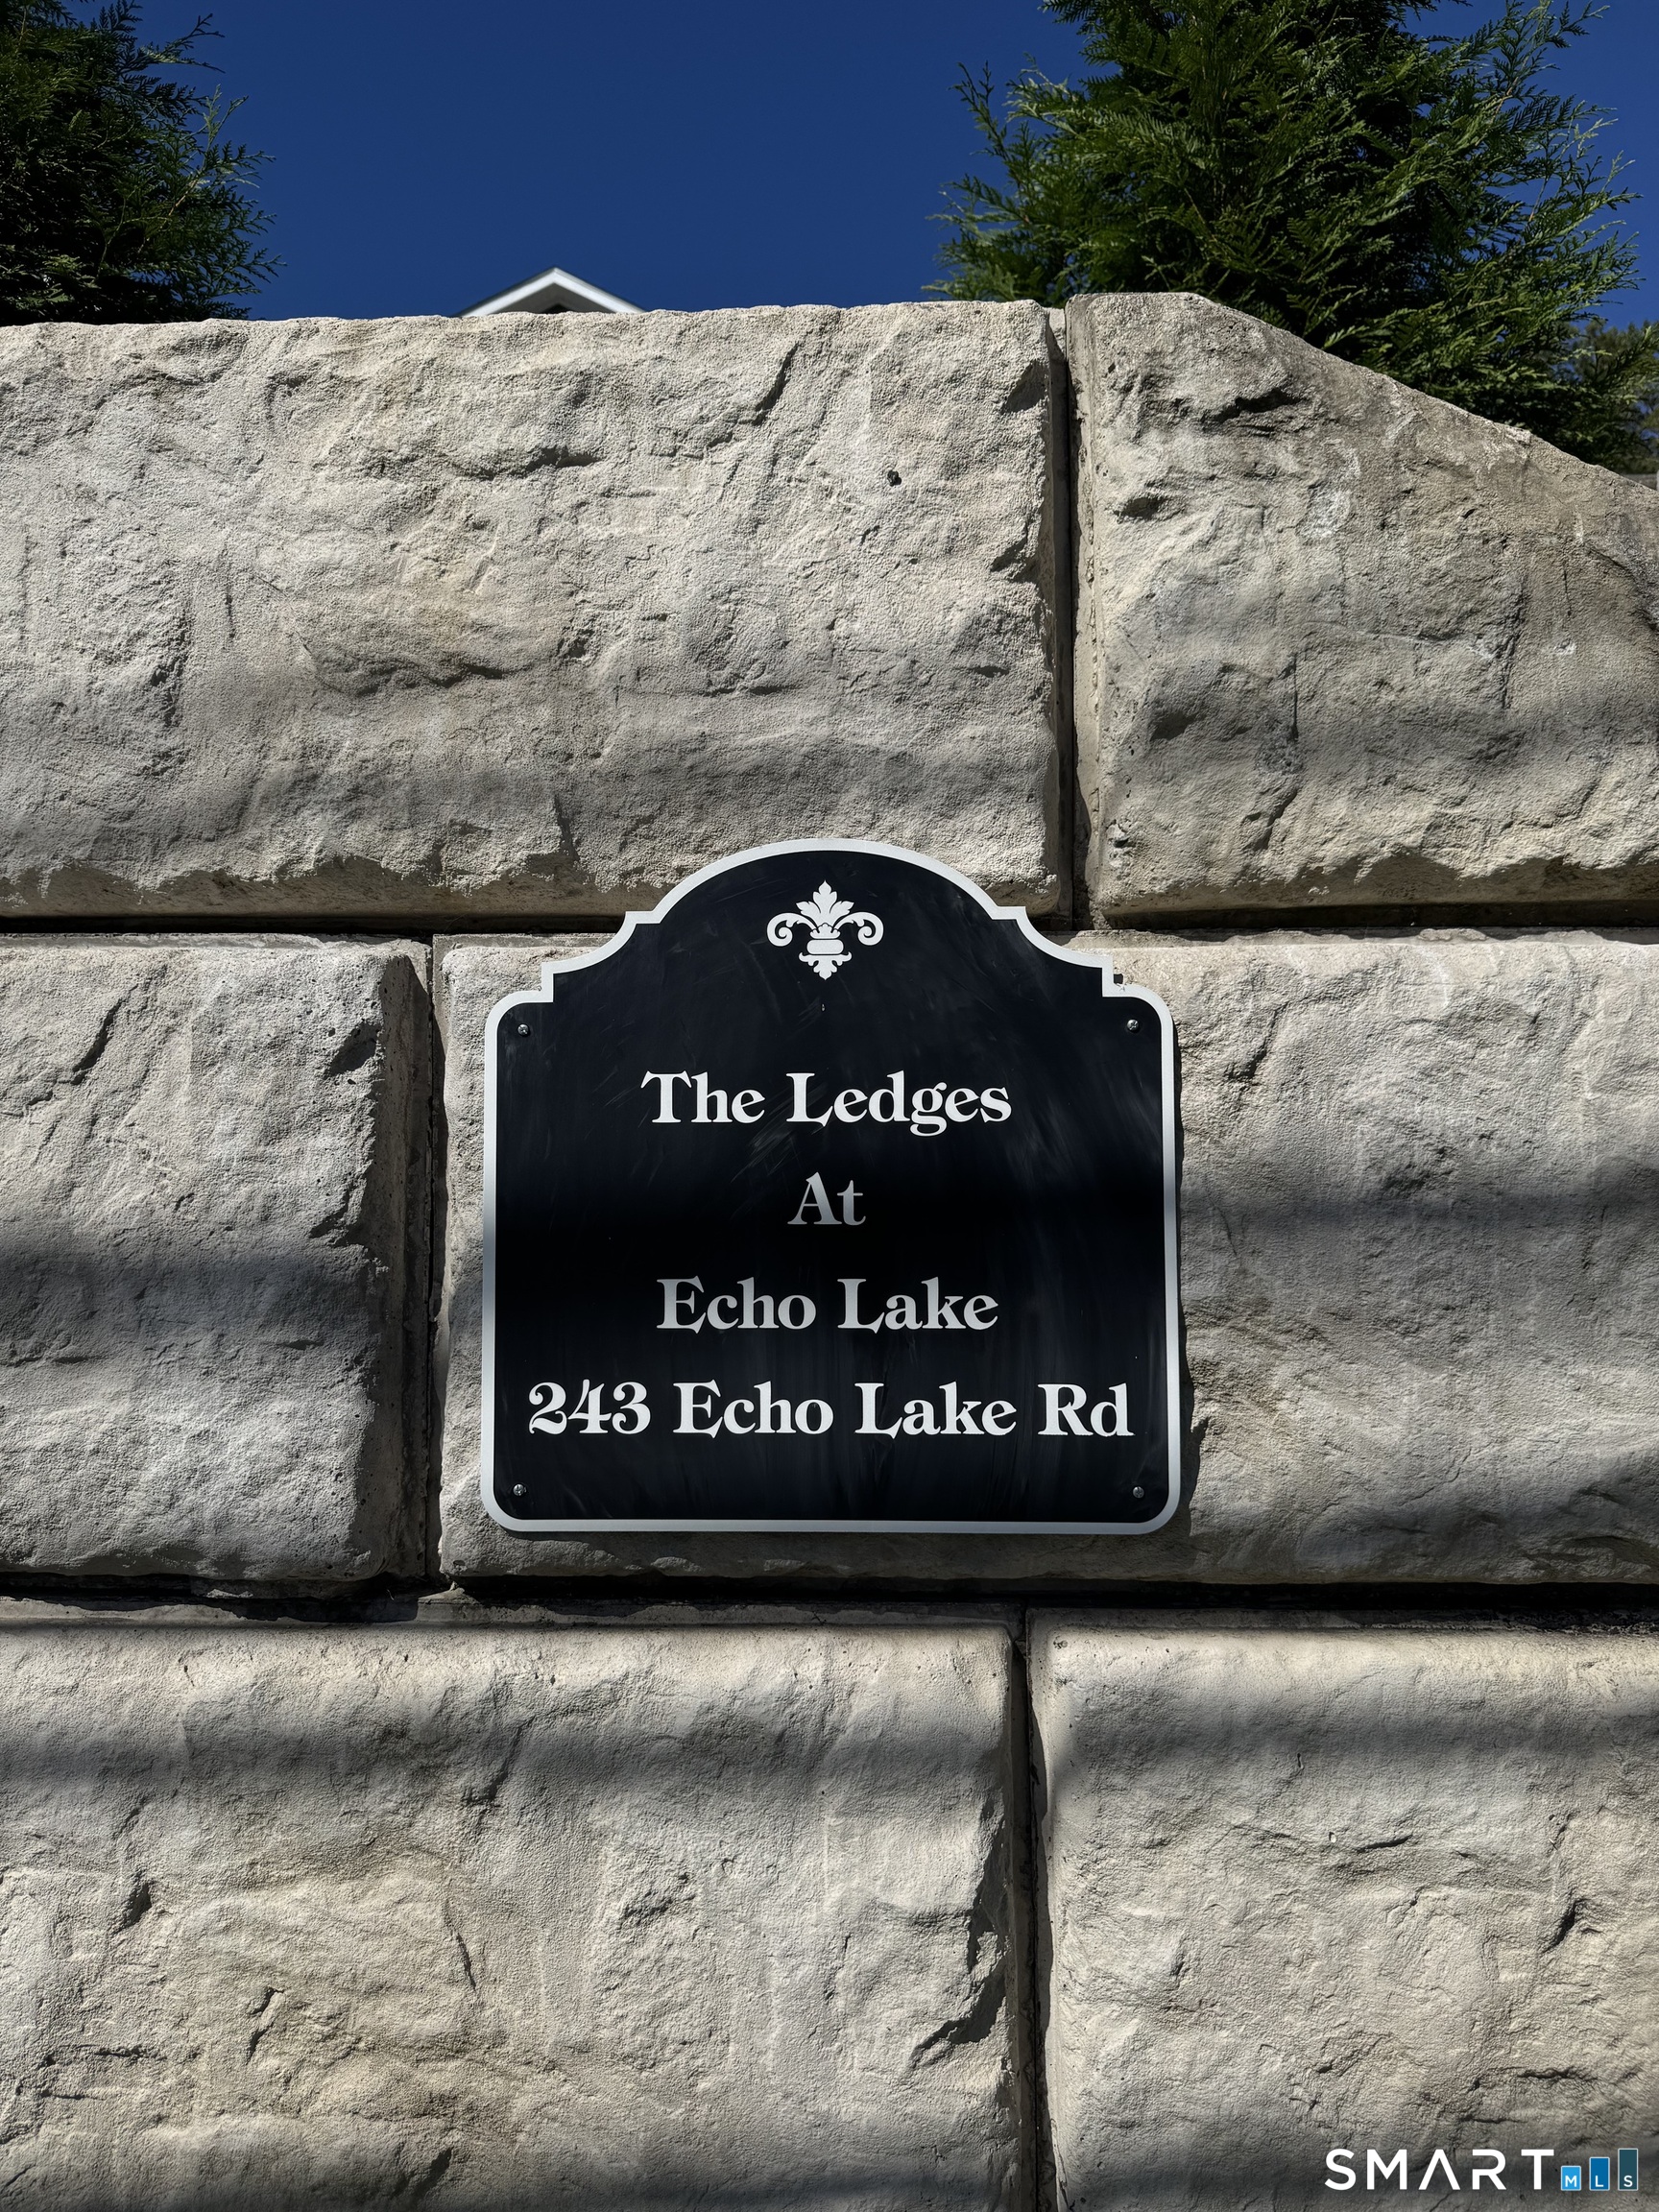 The Ledges
At
Echo Lake
243 Echo Lake Rd
SMART MLS